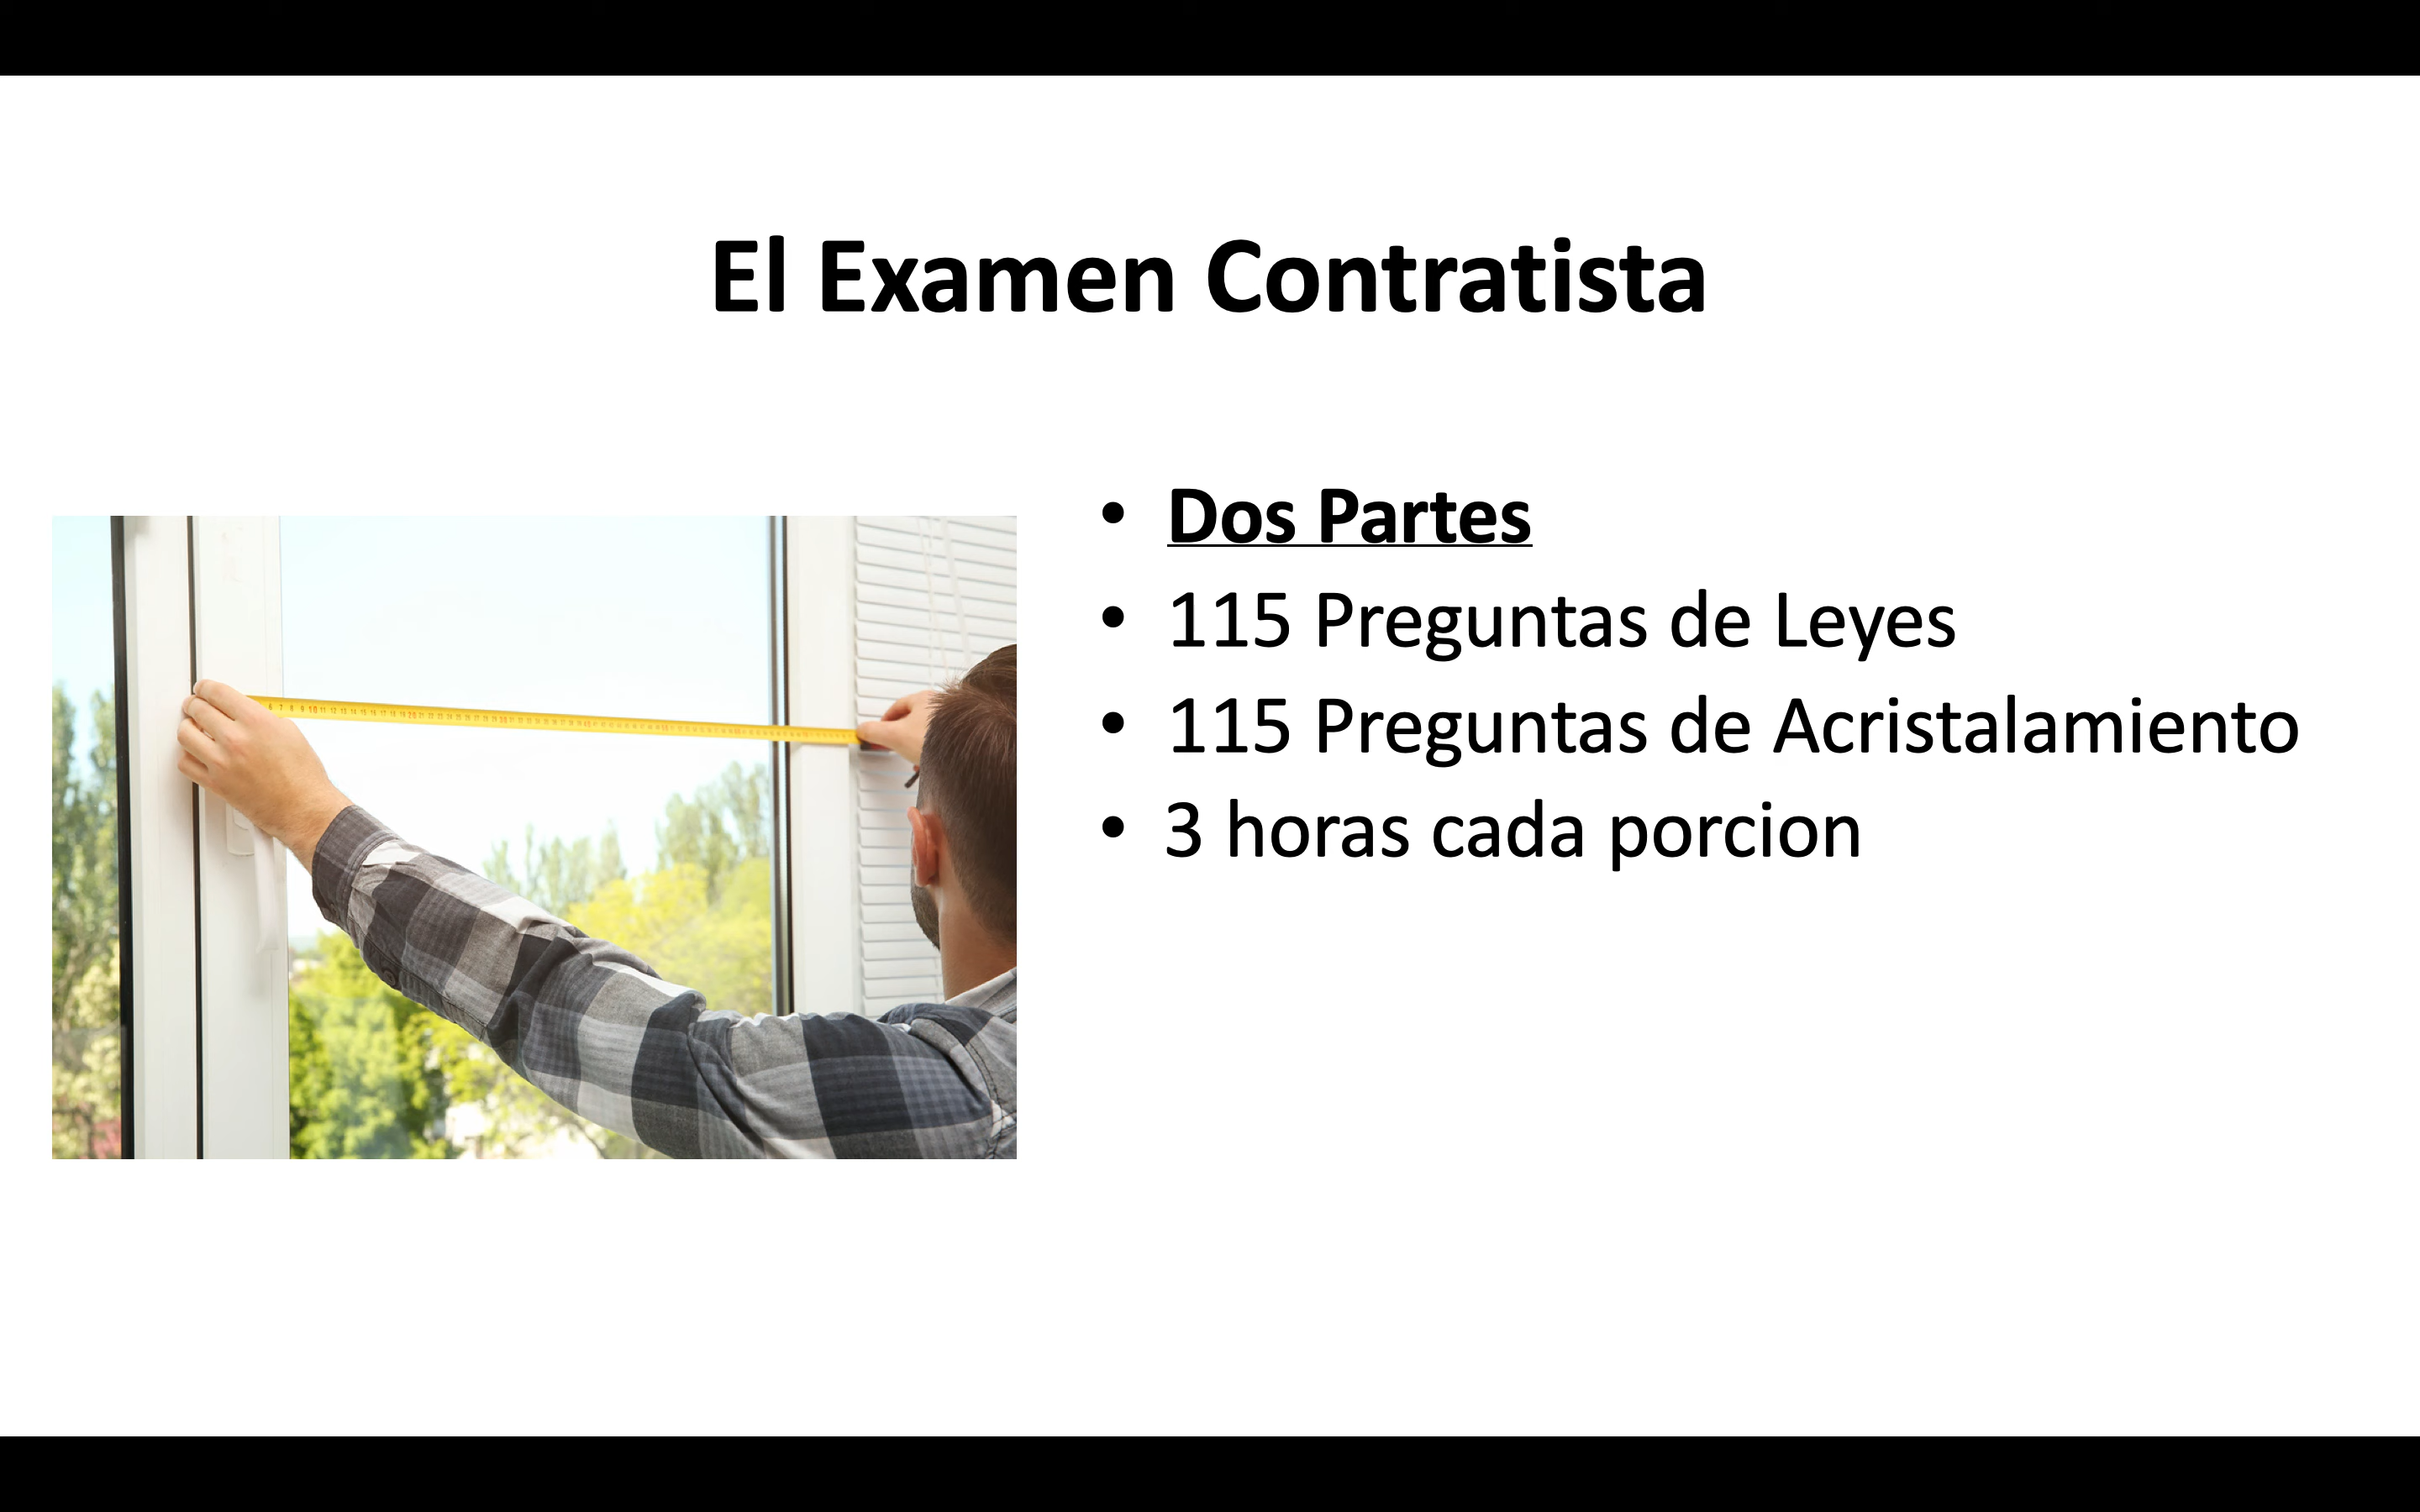 El Examen Contratista
• Dos Partes
• 115 Preguntas de Leyes
• 115 Preguntas de Acristalamiento
• 3 horas cada porcion